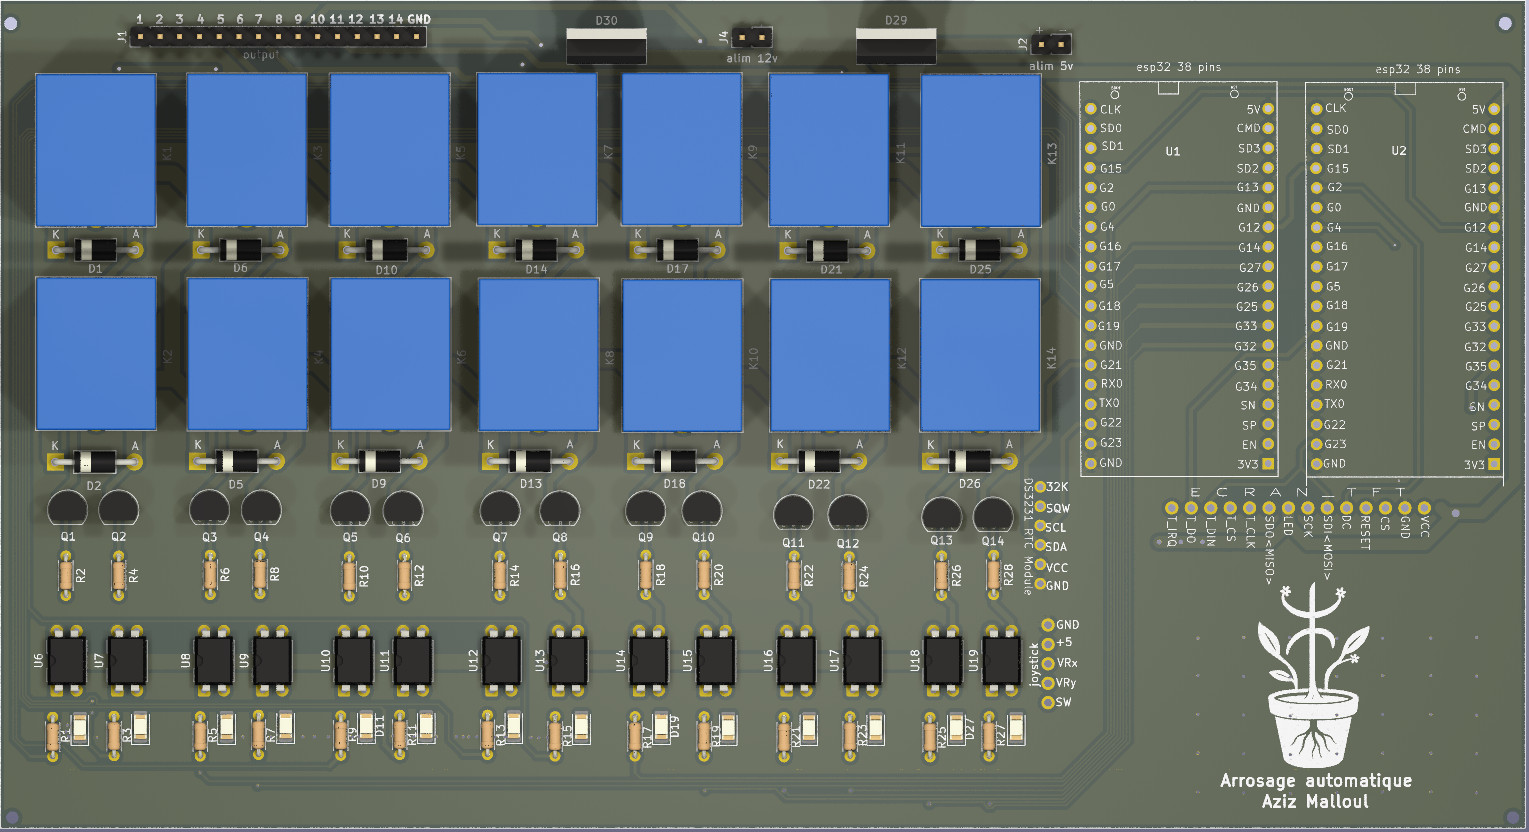 1 2 3 4 5 6 7 8 9 10 11 12 13 14 GND
J1
output
D30
J4
alim 12v
D29
J2
+ -
alim 5v
K1
K3
K5
K7
K9
K11
K13
K A
K A
K A
K A
K A
K A
K A
D1
D6
D10
D14
D17
D21
D25
K2
K4
K6
K8
K10
K12
K14
K A
K A
K A
K A
K A
K A
K A
D2
D5
D9
D13
D18
D22
D26
Q1
Q2
Q3
Q4
Q5
Q6
Q7
Q8
Q9
Q10
Q11
Q12
Q13
Q14
R2
R4
R6
R8
R10
R12
R14
R16
R18
R20
R22
R24
R26
R28
U6
U7
U8
U9
U10
U11
U12
U13
U14
U15
U16
U17
U18
U19
R1
R3
R5
R7
R9
D11
R11
R13
R15
R17
D19
R19
R21
R23
R25
D27
R27
DS3231 RTC Module
32K
SQW
SCL
SDA
VCC
GND
joystick
GND
+5
VRx
VRy
SW
esp32 38 pins
U1
CLK 5V
SD0 CMD
SD1 SD3
G15 SD2
G2 G13
G0 GND
G4 G12
G16 G14
G17 G27
G5 G26
G18 G25
G19 G33
GND G32
G21 G35
RX0 G34
TX0 SN
G22 SP
G23 EN
GND 3V3
esp32 38 pins
U2
CLK 5V
SD0 CMD
SD1 SD3
G15 SD2
G2 G13
G0 GND
G4 G12
G16 G14
G17 G27
G5 G26
G18 G25
G19 G33
GND G32
G21 G35
RX0 G34
TX0 SN
G22 SP
G23 EN
GND 3V3
ECRAN_TFT
T_IRQ
T_DO
T_DIN
T_CS
T_CLK
SDO<MISO>
LED
SCK
SDI<MOSI>
DC
RESET
CS
GND
VCC
Arrosage automatique
Aziz Malloul